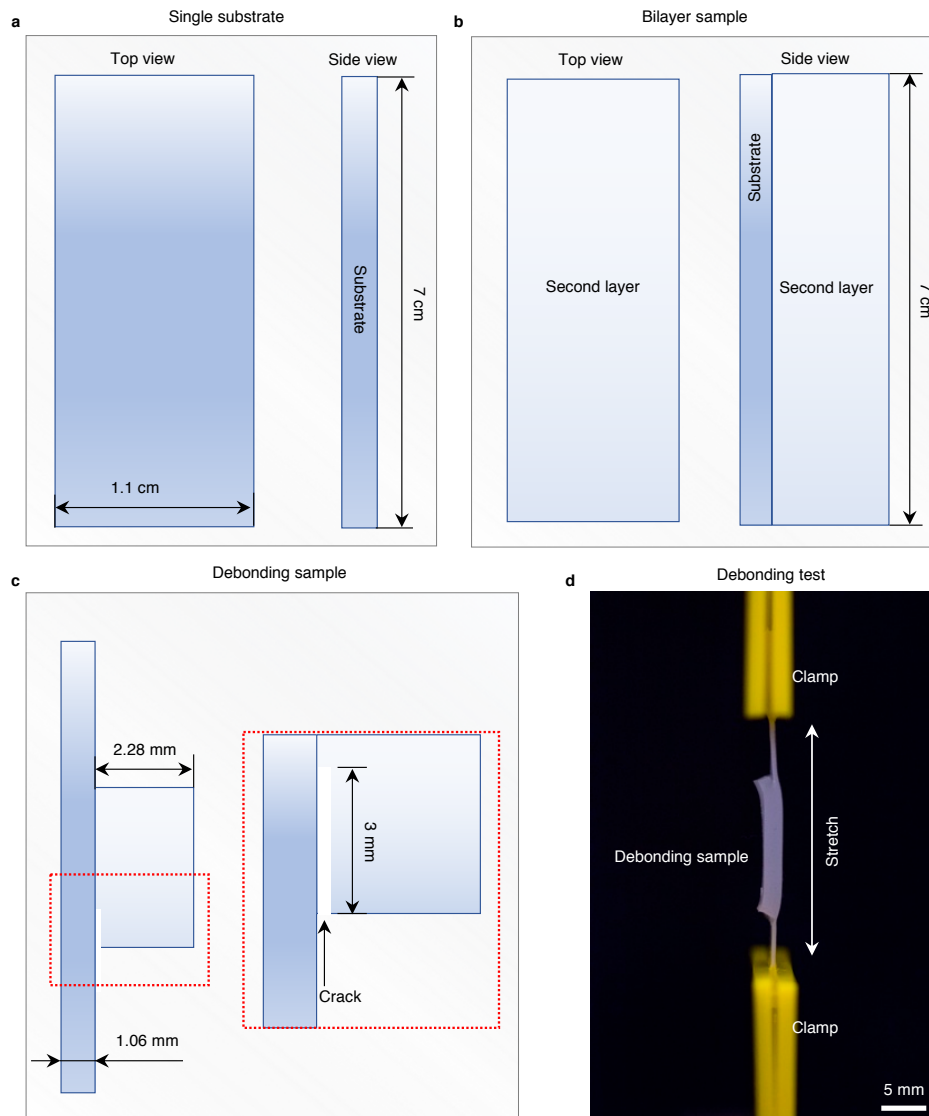 a
Single substrate
Top view
Side view
Substrate
7 cm
1.1 cm
b
Bilayer sample
Top view
Side view
Second layer
Substrate
Second layer
7 cm
c
Debonding sample
2.28 mm
3 mm
Crack
1.06 mm
d
Debonding test
Clamp
Debonding sample
Stretch
Clamp
5 mm